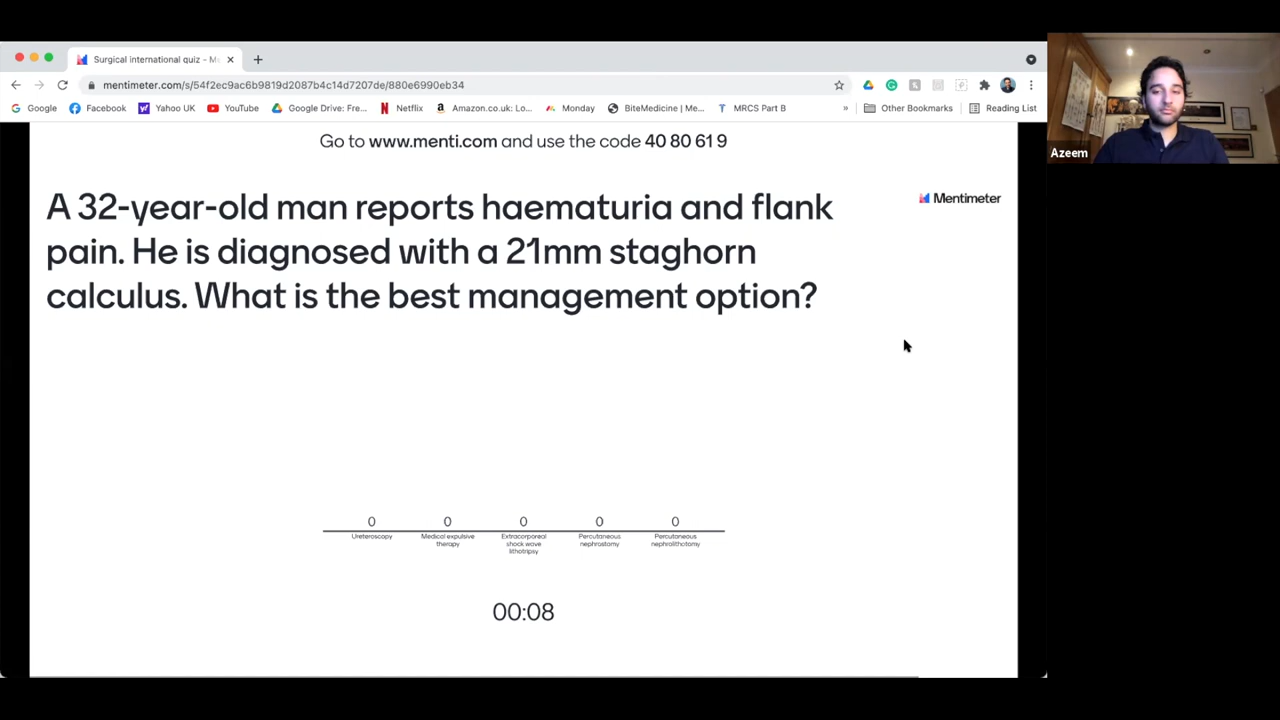 Surgical international quiz - Me
mentimeter.com/s/54f2ec9ac6b9819d2087b4c14d7207de/880e6990eb34
Google Facebook Yahoo UK YouTube Google Drive: Fre... Netflix Amazon.co.uk: Lo... Monday BiteMedicine | Me... MRCS Part B » Other Bookmarks Reading List
Go to www.menti.com and use the code 40 80 61 9
Azeem
A 32-year-old man reports haematuria and flank
pain. He is diagnosed with a 21mm staghorn
calculus. What is the best management option?
Mentimeter
0 0 0 0 0
Ureteroscopy
Medical expulsive
therapy
Extracorporeal
shock wave
lithotripsy
Percutaneous
nephrostomy
Percutaneous
nephrolithotomy
00:08